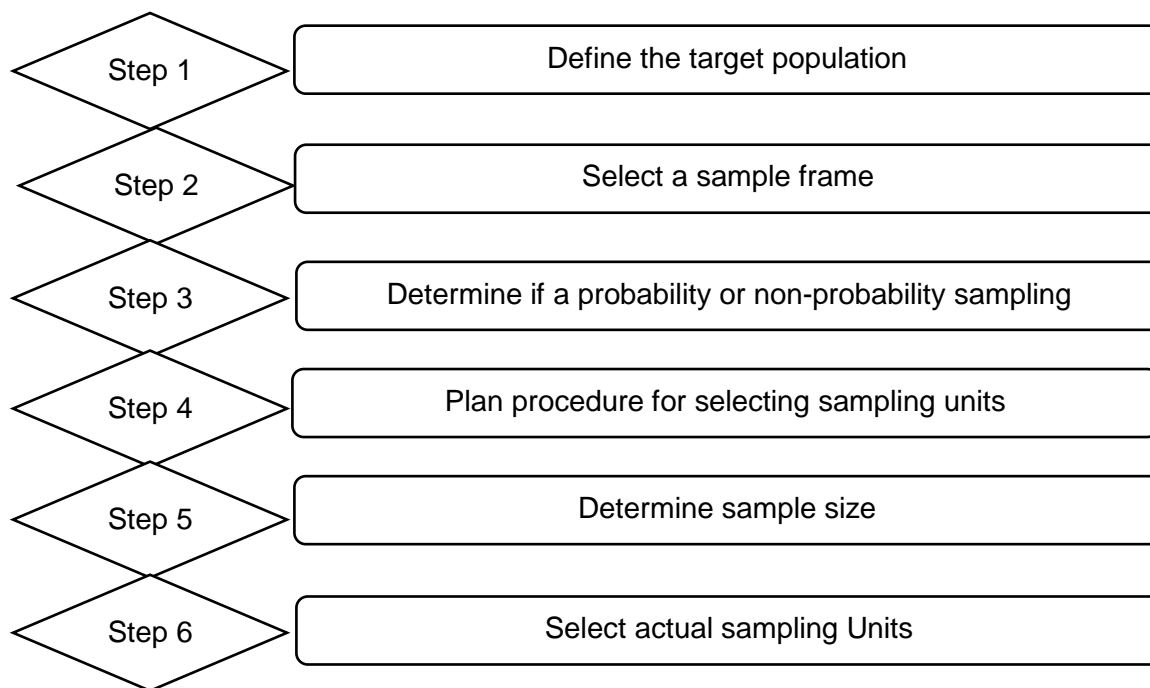 Step 1 Define the target population
Step 2 Select a sample frame
Step 3 Determine if a probability or non-probability sampling
Step 4 Plan procedure for selecting sampling units
Step 5 Determine sample size
Step 6 Select actual sampling Units